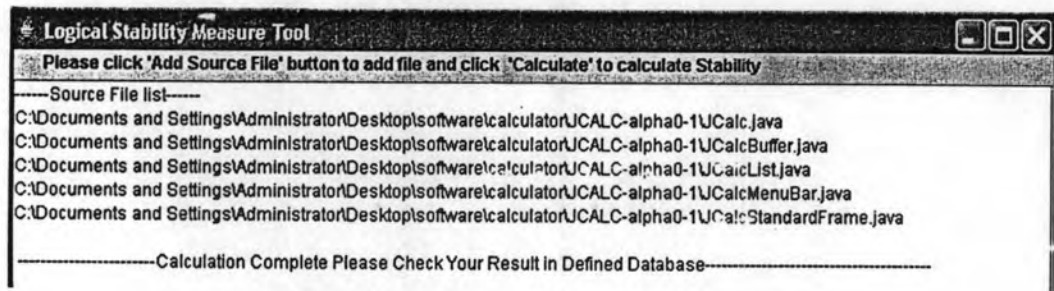 Logical Stability Measure Tool
Please click 'Add Source File' button to add file and click 'Calculate' to calculate Stability
------Source File list------
C:\Documents and Settings\Administrator\Desktop\software\calculator\JCALC-alpha0-1\JCalc.java
C:\Documents and Settings\Administrator\Desktop\software\calculator\JCALC-alpha0-1\JCalcBuffer.java
C:\Documents and Settings\Administrator\Desktop\software\calculator\JCALC-alpha0-1\JCalcList.java
C:\Documents and Settings\Administrator\Desktop\software\calculator\JCALC-alpha0-1\JCalcMenuBar.java
C:\Documents and Settings\Administrator\Desktop\software\calculator\JCALC-alpha0-1\JCalcStandardFrame.java
------------------------Calculation Complete Please Check Your Result in Defined Database----------------------------------------